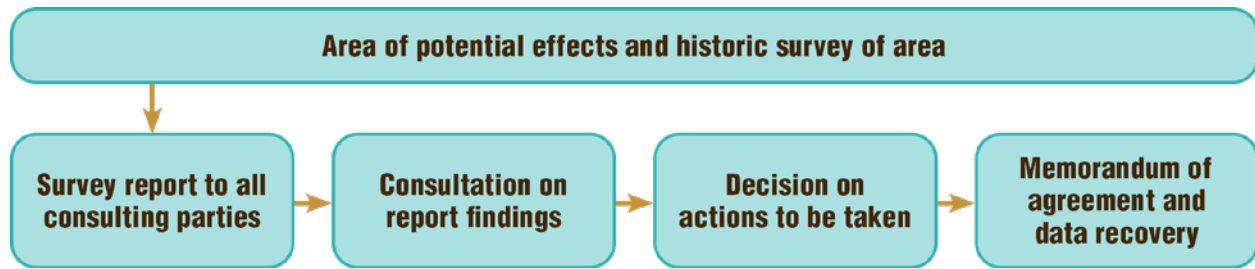 Area of potential effects and historic survey of area
Survey report to all
consulting parties
Consultation on
report findings
Decision on
actions to be taken
Memorandum of
agreement and
data recovery